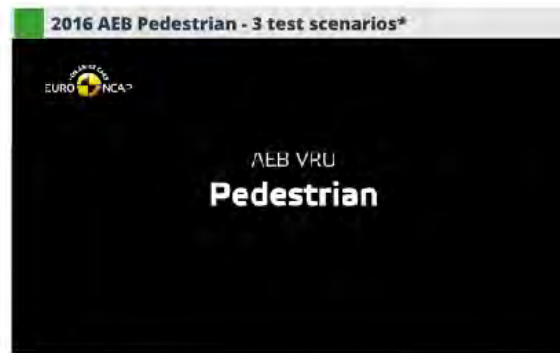 2016 AEB Pedestrian - 3 test scenarios*
EURO NCAP
AEB VRU
Pedestrian